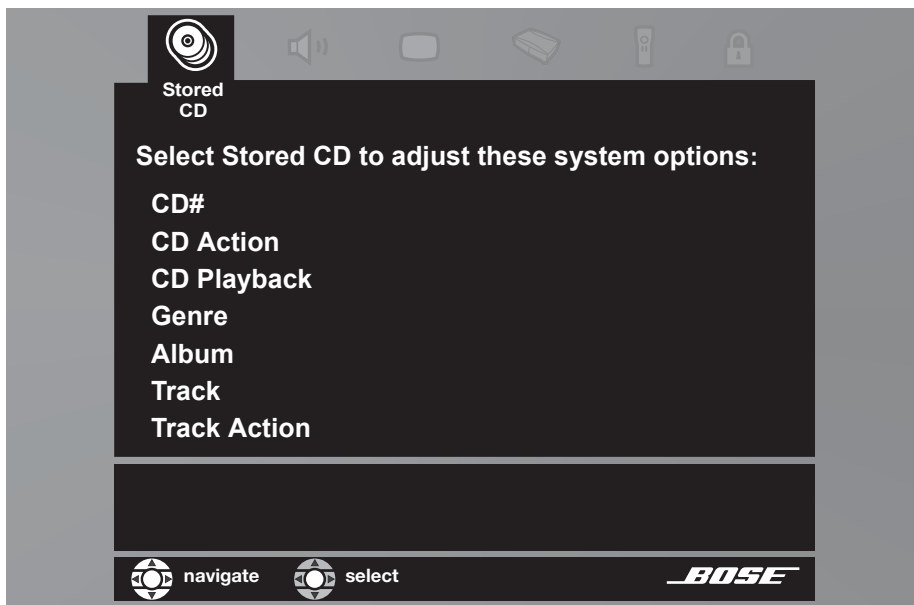 Stored
CD
Select Stored CD to adjust these system options:
CD#
CD Action
CD Playback
Genre
Album
Track
Track Action
navigate select BOSE